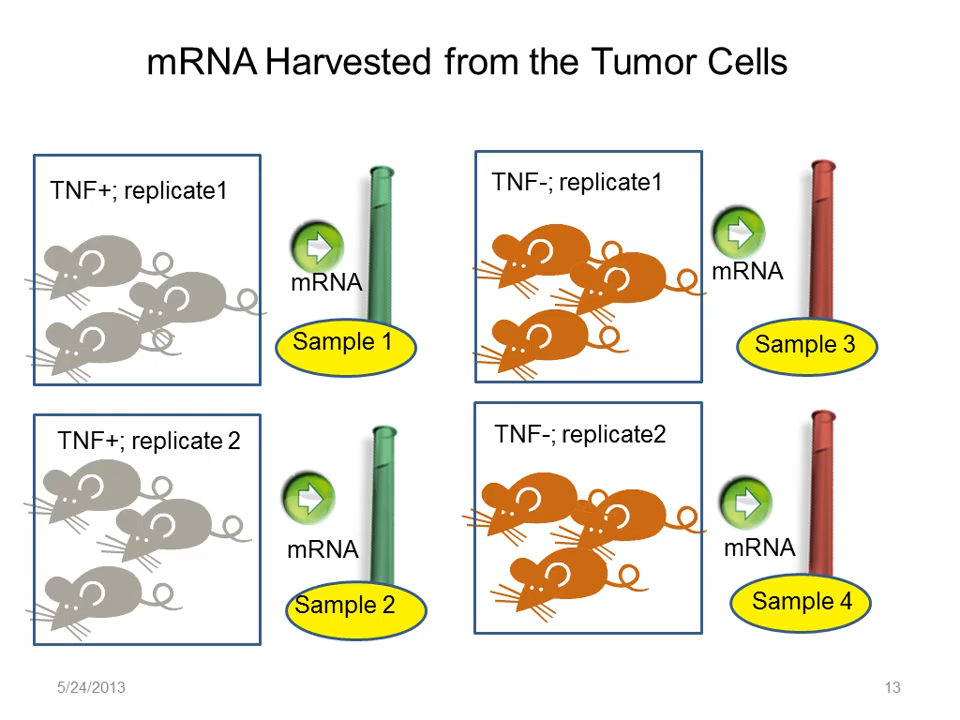 mRNA Harvested from the Tumor Cells
TNF+; replicate1
mRNA
Sample 1
TNF-; replicate1
mRNA
Sample 3
TNF+; replicate 2
mRNA
Sample 2
TNF-; replicate2
mRNA
Sample 4
5/24/2013
13